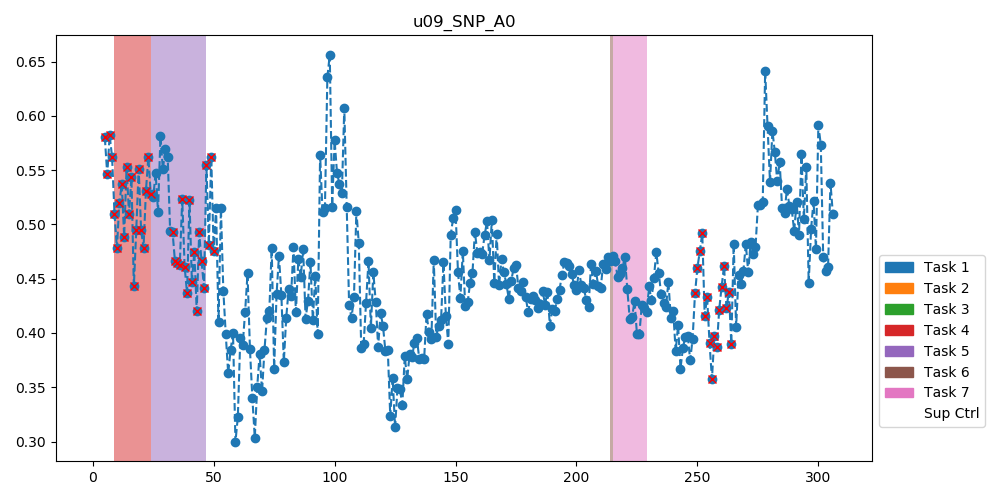 u09_SNP_A0
0.65
0.60
0.55
0.50
0.45
0.40
0.35
0.30
0 50 100 150 200 250 300
Task 1
Task 2
Task 3
Task 4
Task 5
Task 6
Task 7
Sup Ctrl